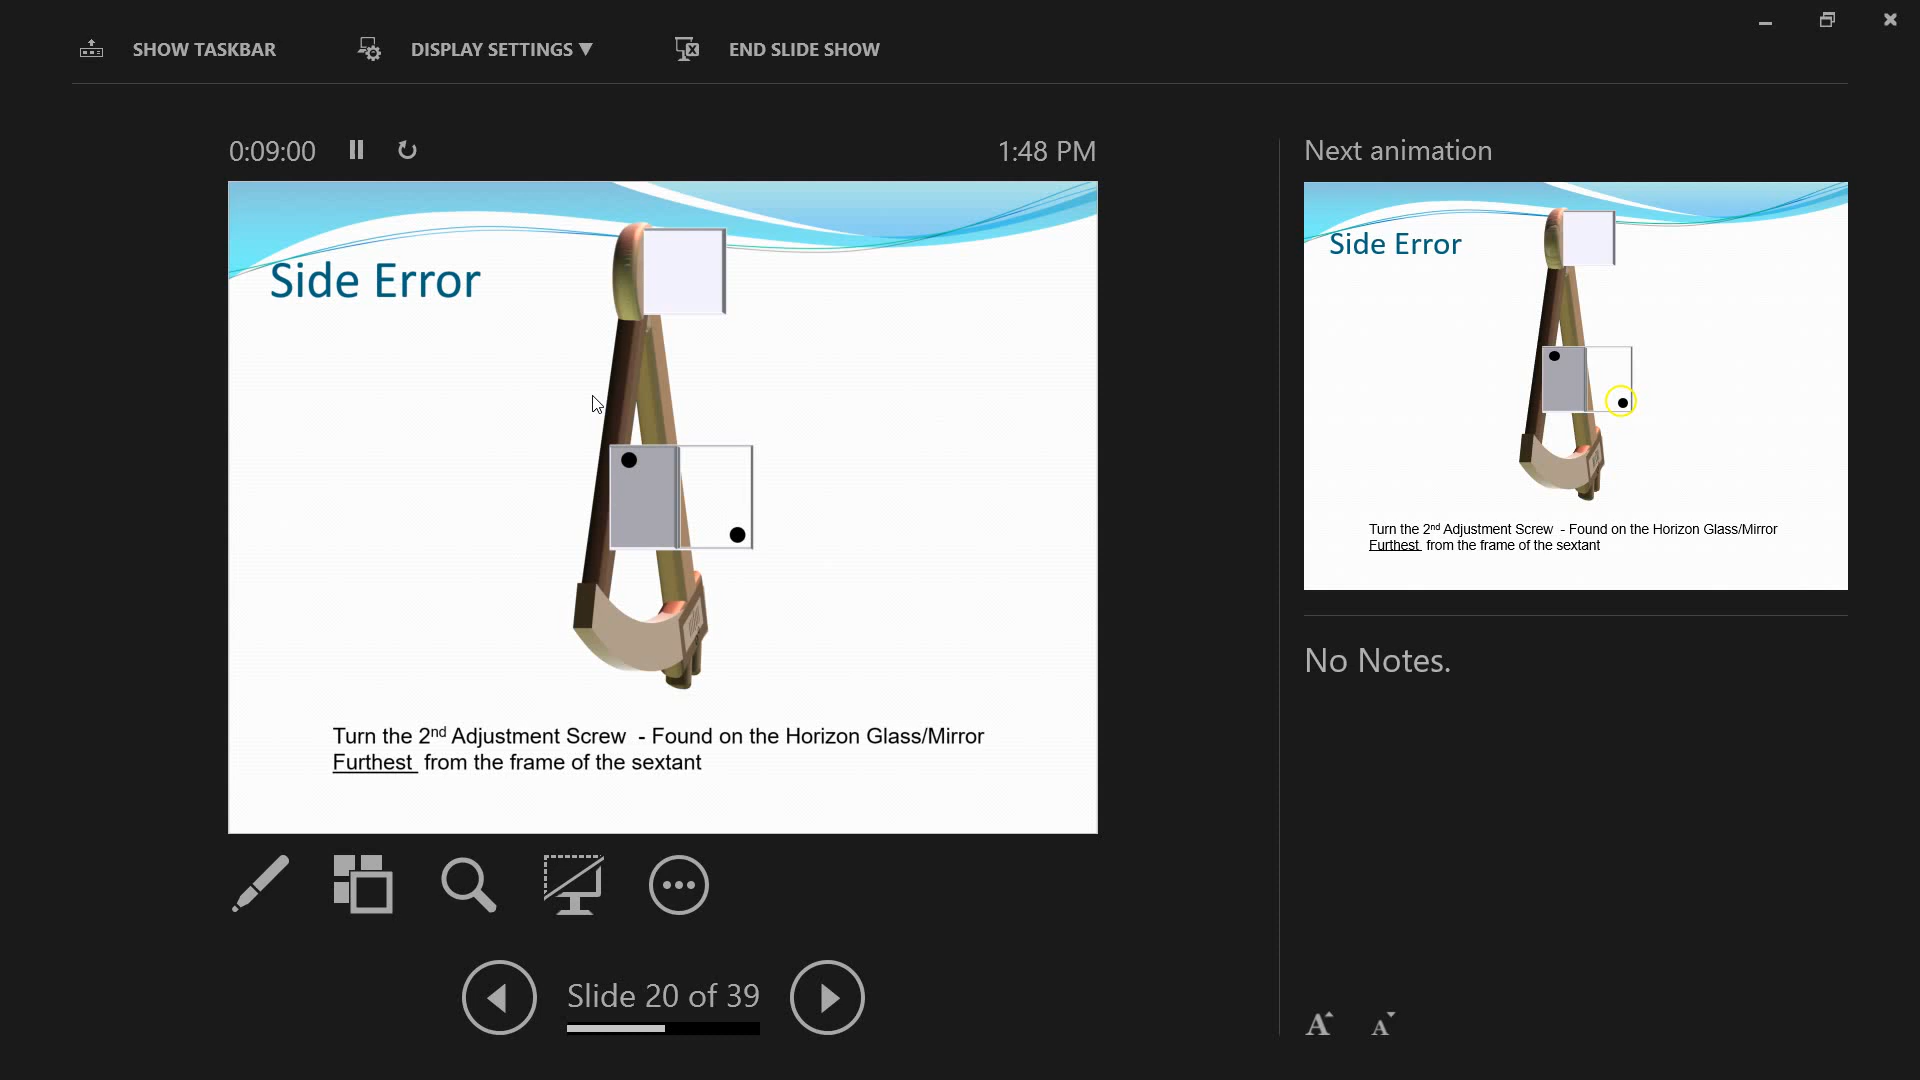 SHOW TASKBAR
DISPLAY SETTINGS ▼
END SLIDE SHOW
0:09:00
1:48 PM
Side Error
Turn the 2nd Adjustment Screw - Found on the Horizon Glass/Mirror
Furthest from the frame of the sextant
Slide 20 of 39
Next animation
Side Error
Turn the 2nd Adjustment Screw - Found on the Horizon Glass/Mirror
Furthest from the frame of the sextant
No Notes.
A A